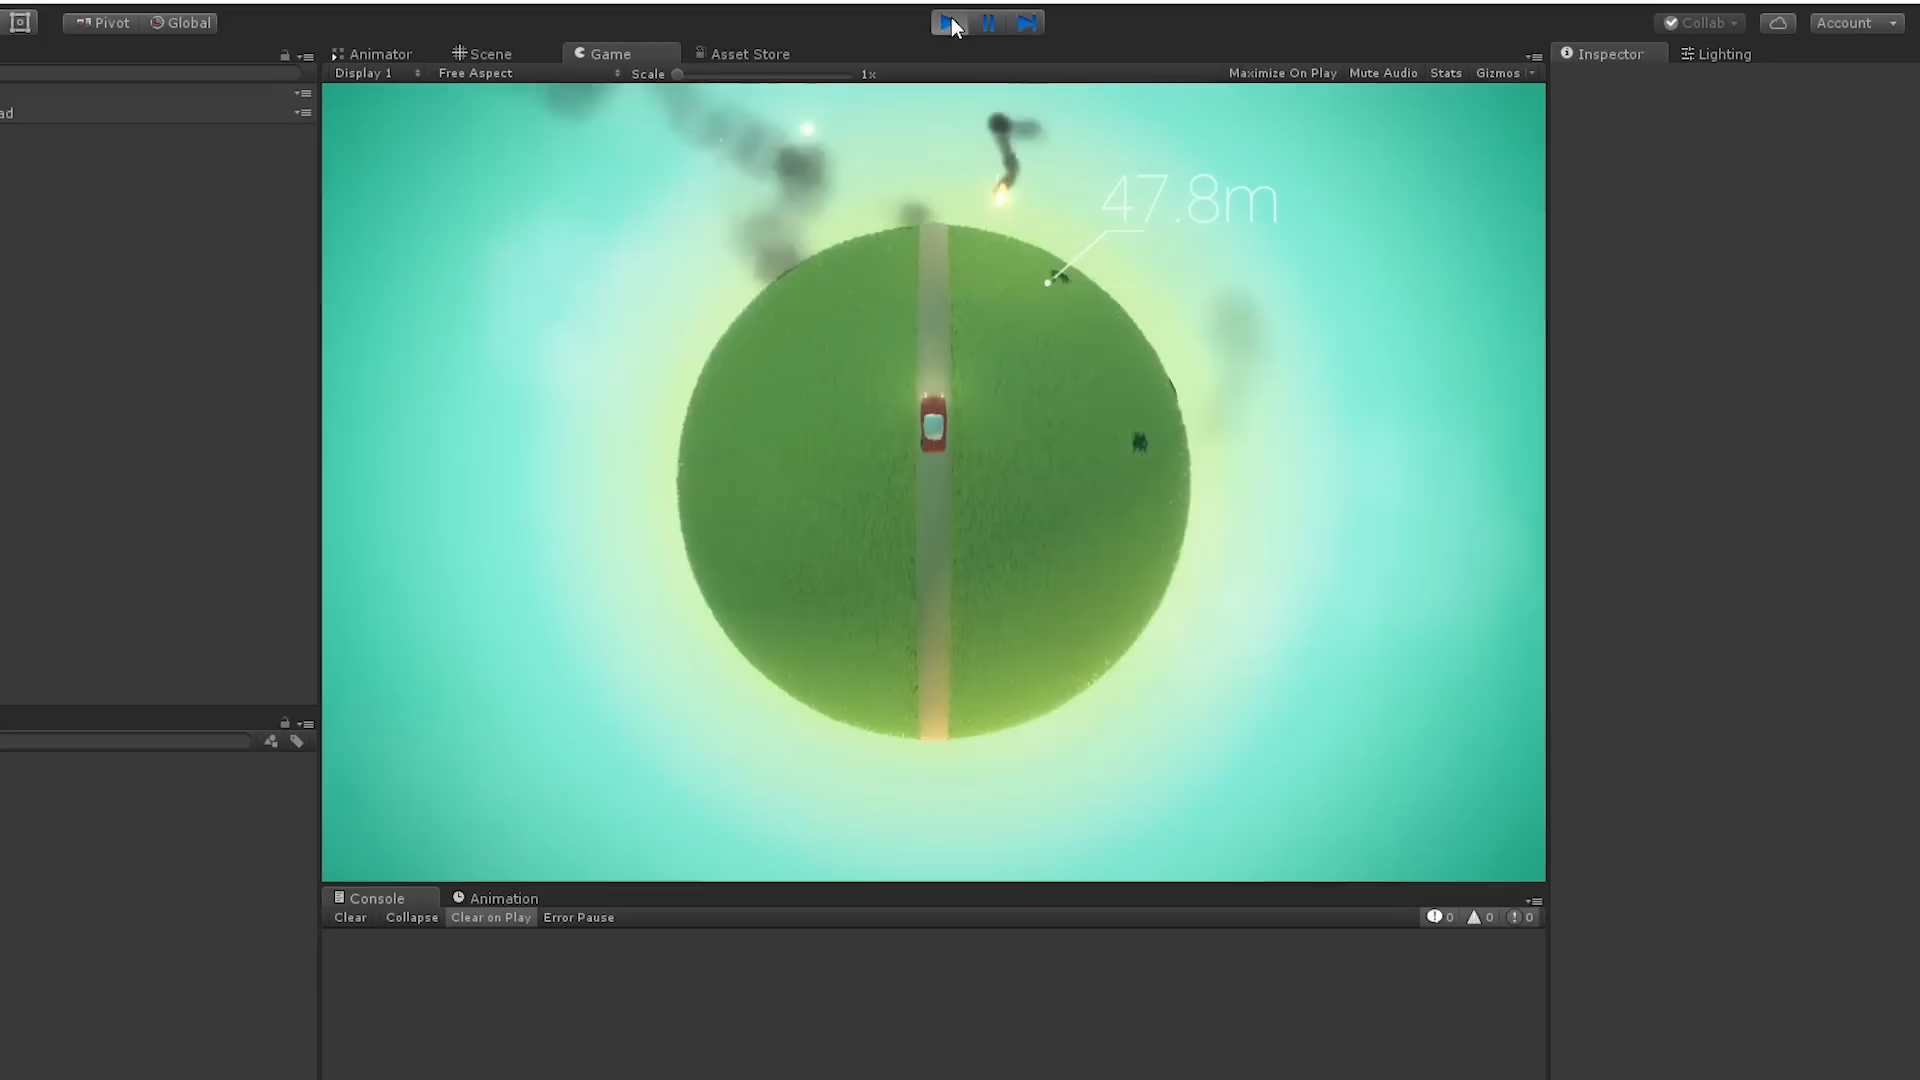 Pivot Global Collab Account
Animator Scene Game Asset Store Inspector Lighting
Display 1 Free Aspect Scale 1x Maximize On Play Mute Audio Stats Gizmos
ad
47.8m
Console Animation
Clear Collapse Clear on Play Error Pause 0 0 0